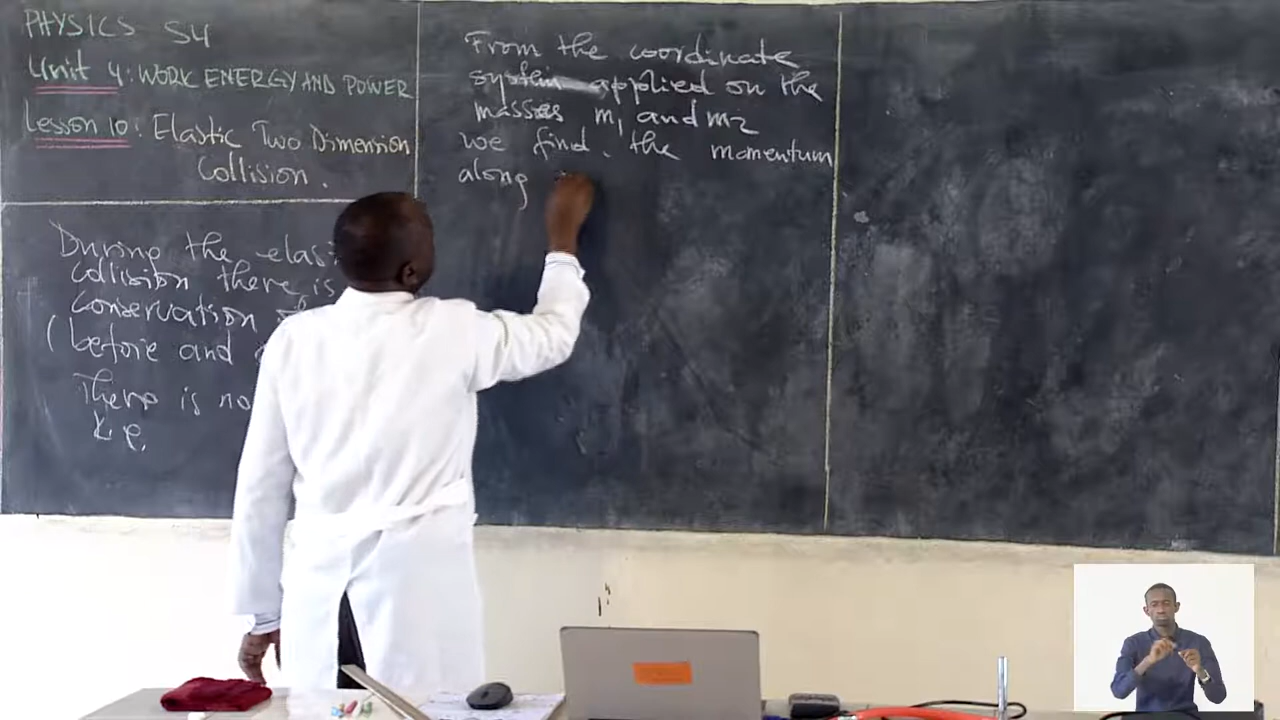 PHYSICS S4
Unit 4: WORK ENERGY AND POWER
Lesson 10: Elastic Two Dimension
Collision.
During the elas
collision there is
conservation
(before and
There is no
k.e.
From the coordinate
system applied on the
masses m1 and m2
we find. the momentum
along